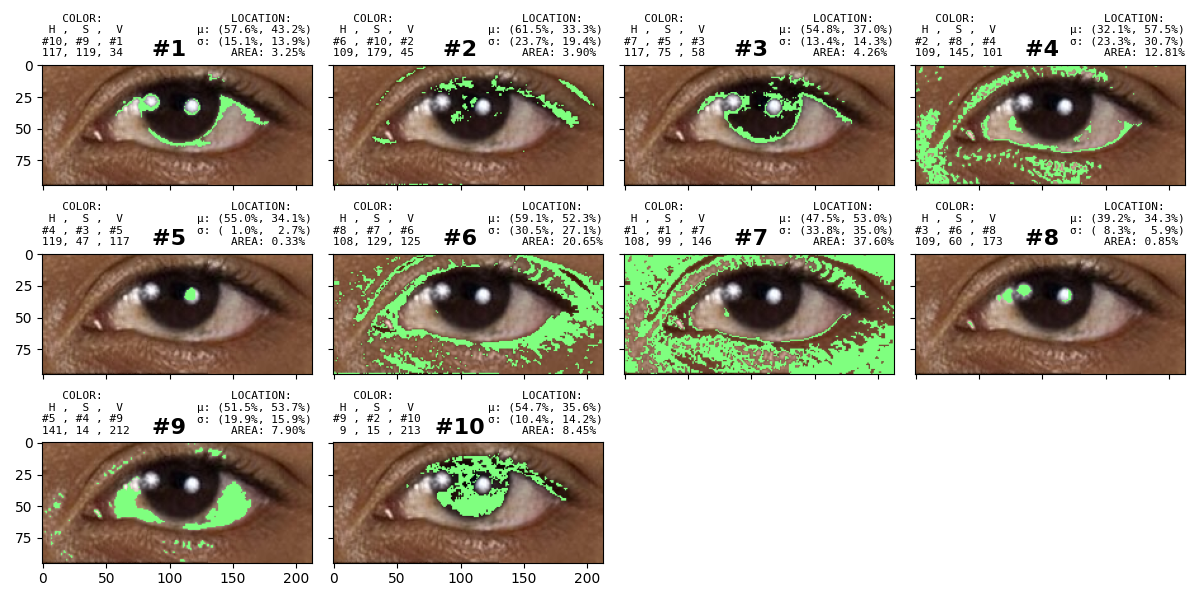 COLOR: LOCATION:
H , S , V μ: (57.6%, 43.2%)
#10, #9 , #1 σ: (15.1%, 13.9%)
117, 119, 34 #1 AREA: 3.25%
COLOR: LOCATION:
H , S , V μ: (61.5%, 33.3%)
#6 , #10, #2 σ: (23.7%, 19.4%)
109, 179, 45 #2 AREA: 3.90%
COLOR: LOCATION:
H , S , V μ: (54.8%, 37.0%)
#7 , #5 , #3 σ: (13.4%, 14.3%)
117, 75 , 58 #3 AREA: 4.26%
COLOR: LOCATION:
H , S , V μ: (32.1%, 57.5%)
#2 , #8 , #4 σ: (23.3%, 30.7%)
109, 145, 101 #4 AREA: 12.81%
0
25
50
75
COLOR: LOCATION:
H , S , V μ: (55.0%, 34.1%)
#4 , #3 , #5 σ: ( 1.0%, 2.7%)
119, 47 , 117 #5 AREA: 0.33%
COLOR: LOCATION:
H , S , V μ: (59.1%, 52.3%)
#8 , #7 , #6 σ: (30.5%, 27.1%)
108, 129, 125 #6 AREA: 20.65%
COLOR: LOCATION:
H , S , V μ: (47.5%, 53.0%)
#1 , #1 , #7 σ: (33.8%, 35.0%)
108, 99 , 146 #7 AREA: 37.60%
COLOR: LOCATION:
H , S , V μ: (39.2%, 34.3%)
#3 , #6 , #8 σ: ( 8.3%, 5.9%)
109, 60 , 173 #8 AREA: 0.85%
0
25
50
75
COLOR: LOCATION:
H , S , V μ: (51.5%, 53.7%)
#5 , #4 , #9 σ: (19.9%, 15.9%)
141, 14 , 212 #9 AREA: 7.90%
COLOR: LOCATION:
H , S , V μ: (54.7%, 35.6%)
#9 , #2 , #10 σ: (10.4%, 14.2%)
9 , 15 , 213 #10 AREA: 8.45%
0
25
50
75
0 50 100 150 200
0 50 100 150 200